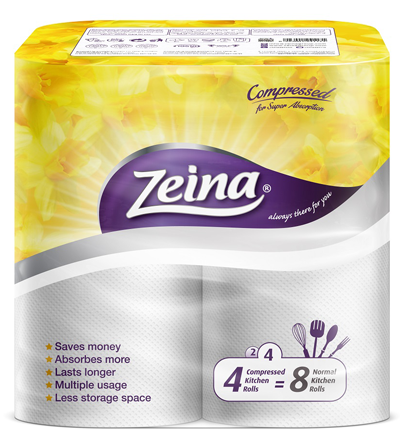 Compressed
for Super Absorption
Zeina®
always there for you
★ Saves money
★ Absorbes more
★ Lasts longer
★ Multiple usage
★ Less storage space
2 4
4 Compressed Kitchen Rolls = 8 Normal Kitchen Rolls